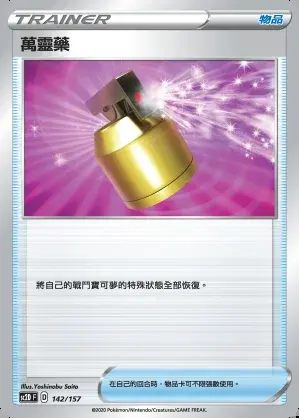 TRAINER
物品
萬靈藥
將自己的戰鬥寶可夢的特殊狀態全部恢復。
Illus. Yoshinobu Saito
sc1D F D 142/157
在自己的回合時,物品卡可不限張數使用。
©2020 Pokémon/Nintendo/Creatures/GAME FREAK.